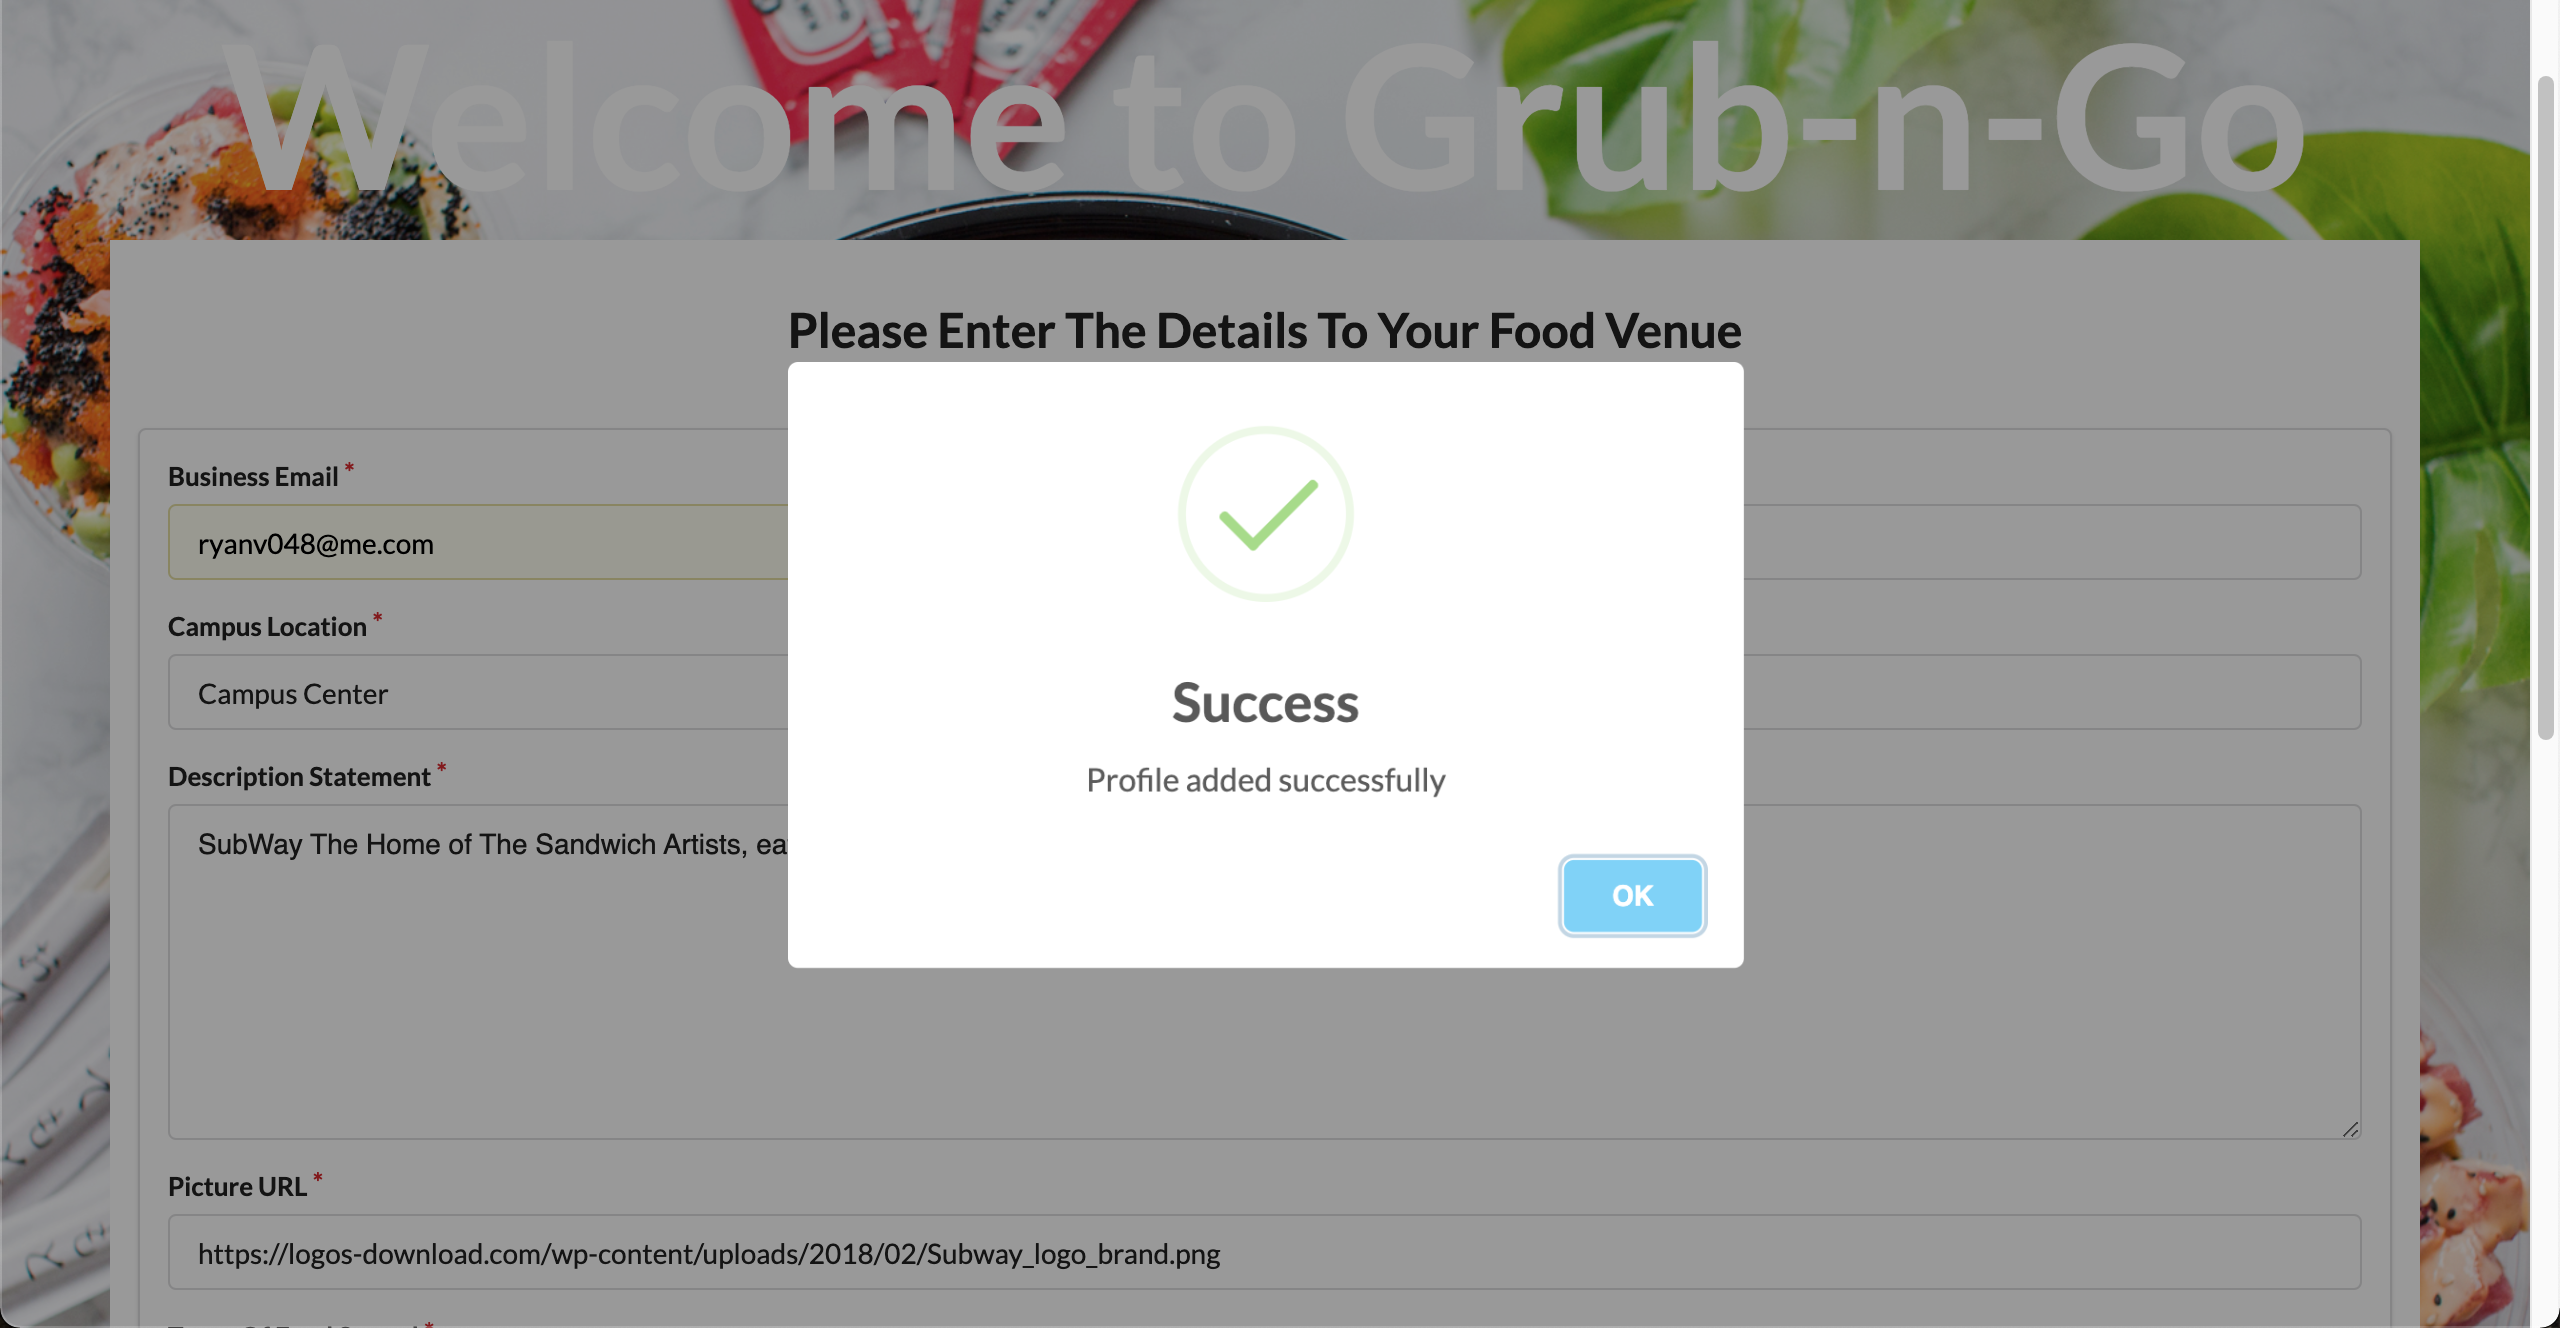 Welcome to Grub-n-Go
Please Enter The Details To Your Food Venue
Business Email *
ryanv048@me.com
Campus Location *
Campus Center
Description Statement *
SubWay The Home of The Sandwich Artists,
Success
Profile added successfully
OK
Picture URL *
https://logos-download.com/wp-content/uploads/2018/02/Subway_logo_brand.png